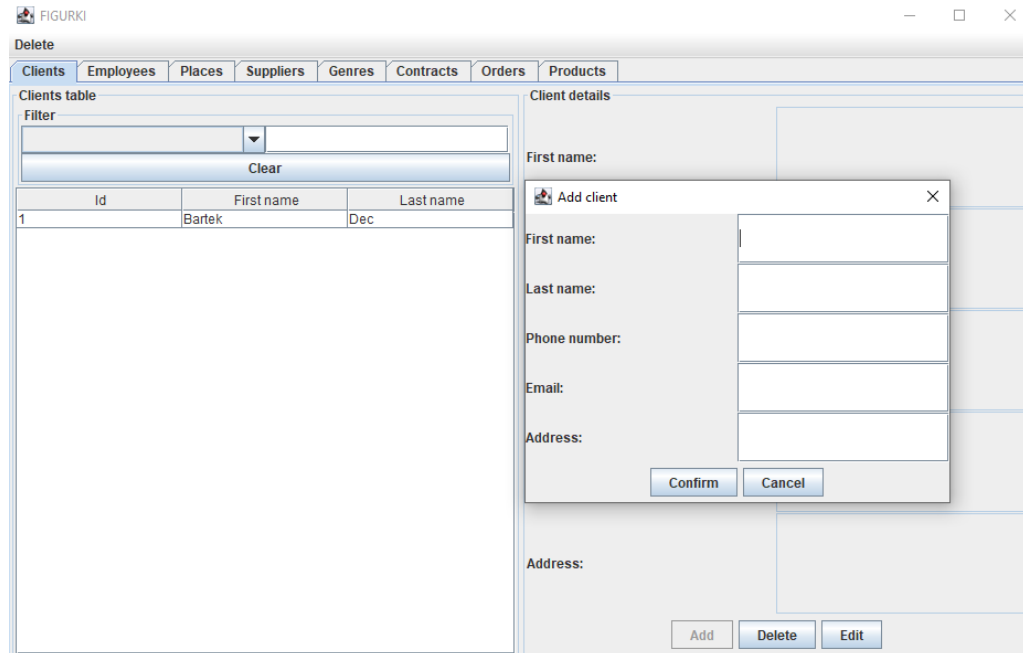 FIGURKI
Delete
Clients Employees Places Suppliers Genres Contracts Orders Products
Clients table
Filter
Clear
Id First name Last name
1 Bartek Dec
Client details
First name:
Add client
First name:
Last name:
Phone number:
Email:
Address:
Confirm Cancel
Address:
Add Delete Edit